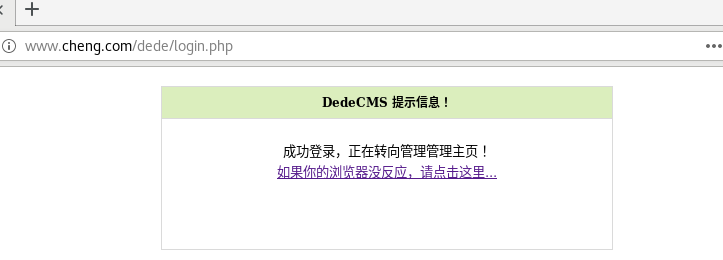 www.cheng.com/dede/login.php
DedeCMS 提示信息！
成功登录，正在转向管理管理主页！
如果你的浏览器没反应，请点击这里...